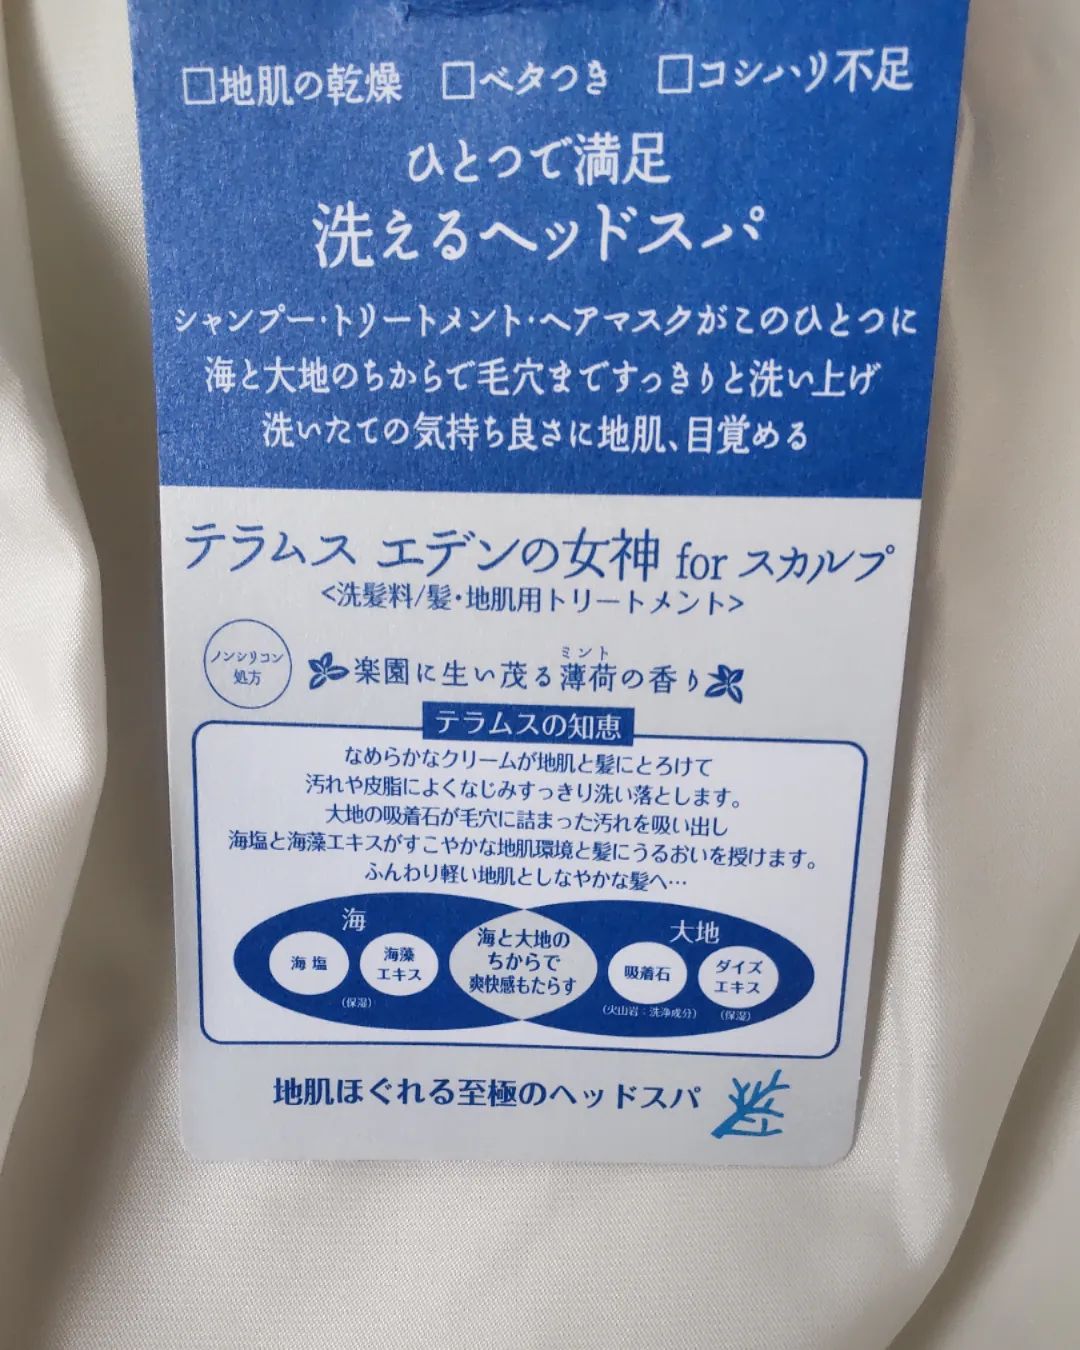 □地肌の乾燥 □ベタつき □コシハリ不足
ひとつで満足
洗えるヘッドスパ
シャンプー・トリートメント・ヘアマスクがこのひとつに
海と大地のちからで毛穴まですっきりと洗い上げ
洗いたての気持ち良さに地肌、目覚める
テラムス エデンの女神 for スカルプ
<洗髪料/髪・地肌用トリートメント>
ノンシリコン
処方
ミント
楽園に生い茂る薄荷の香り
テラムスの知恵
なめらかなクリームが地肌と髪にとろけて
汚れや皮脂によくなじみすっきり洗い落とします。
大地の吸着石が毛穴に詰まった汚れを吸い出し
海塩と海藻エキスがすこやかな地肌環境と髪にうるおいを授けます。
ふんわり軽い地肌としなやかな髪へ…
海
海塩
海藻
エキス
(保湿)
海と大地の
ちからで
爽快感もたらす
大地
吸着石
(火山岩：洗浄成分)
ダイズ
エキス
(保湿)
地肌ほぐれる至極のヘッドスパ